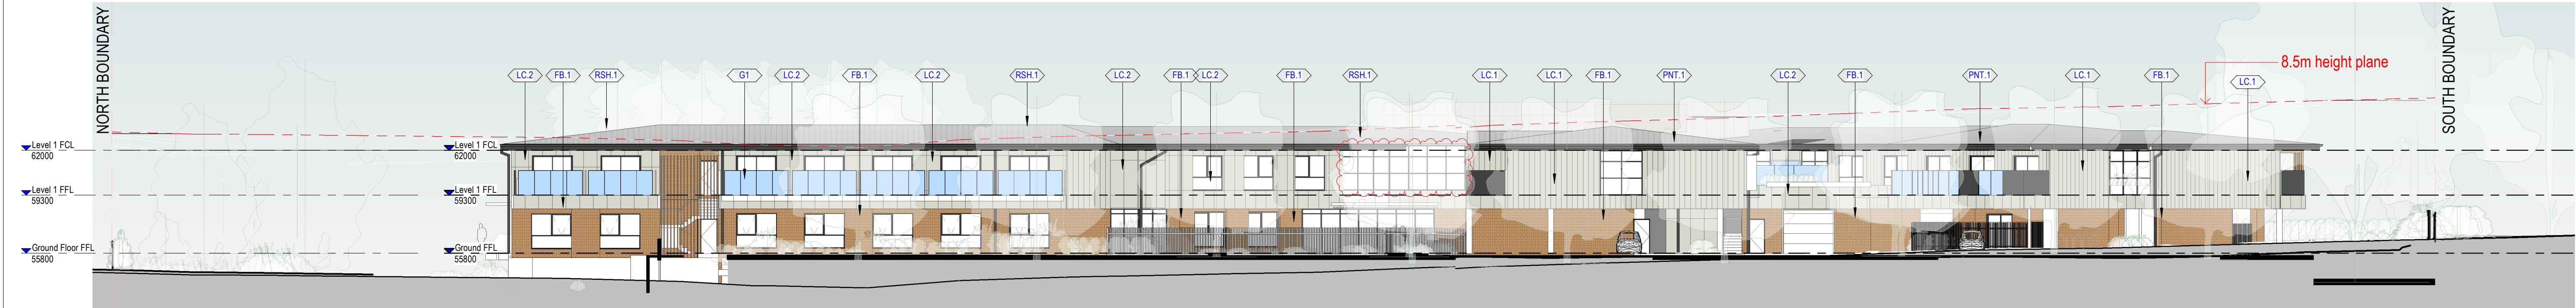 NORTH BOUNDARY
SOUTH BOUNDARY
8.5m height plane
LC.2
FB.1
RSH.1
G1
LC.2
FB.1
LC.2
RSH.1
LC.2
FB.1
LC.2
FB.1
RSH.1
LC.1
LC.1
FB.1
PNT.1
LC.2
FB.1
PNT.1
LC.1
FB.1
LC.1
Level 1 FCL
62000
Level 1 FCL
62000
Level 1 FFL
59300
Level 1 FFL
59300
Ground Floor FFL
55800
Ground FFL
55800